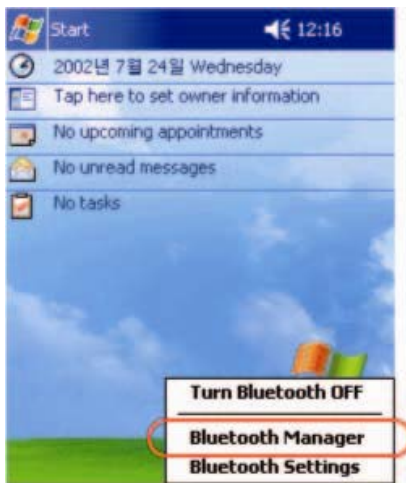 Start 12:16
2002년 7월 24일 Wednesday
Tap here to set owner information
No upcoming appointments
No unread messages
No tasks
Turn Bluetooth OFF
Bluetooth Manager
Bluetooth Settings